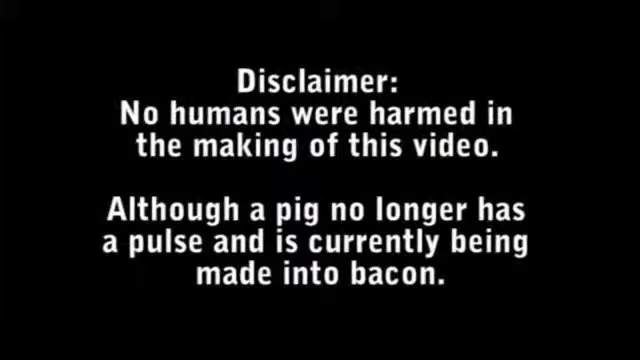 Disclaimer:
No humans were harmed in
the making of this video.
Although a pig no longer has
a pulse and is currently being
made into bacon.